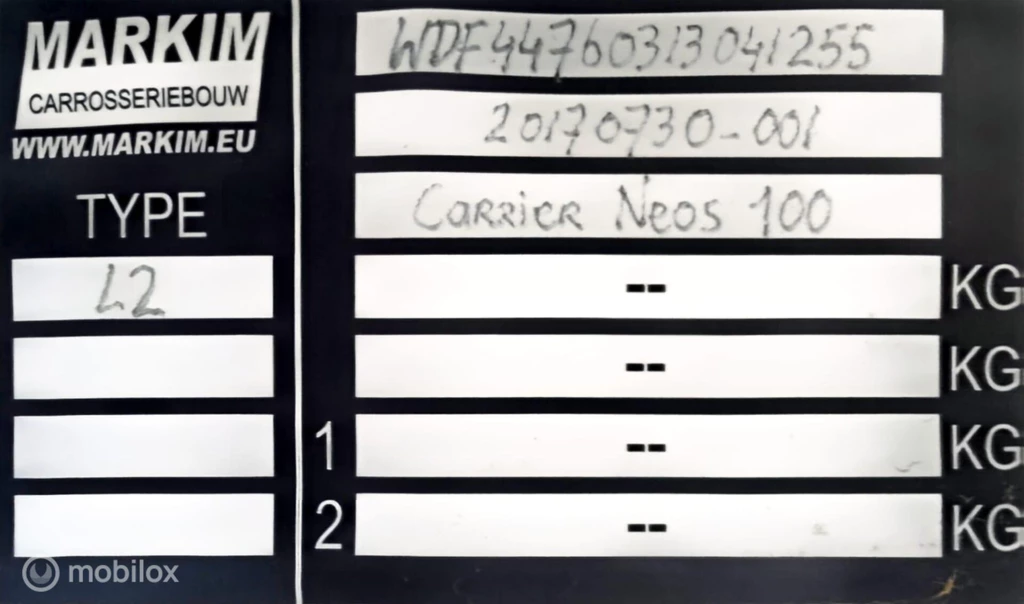 MARKIM
CARROSSERIEBOUW
WWW.MARKIM.EU
TYPE
L2
WDF44760313041255
20170730-001
Carrier Neos 100
-- KG
-- KG
1 -- KG
2 -- KG
mobilox